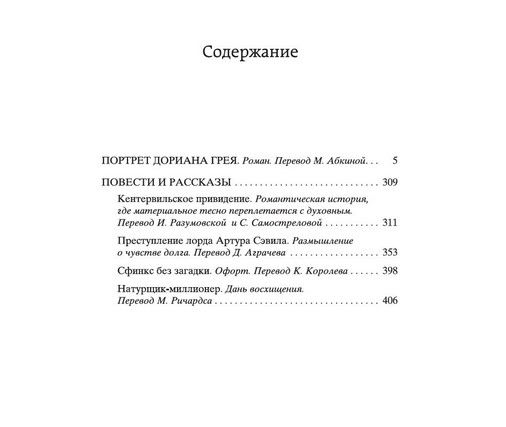 Содержание
ПОРТРЕТ ДОРИАНА ГРЕЯ. Роман. Перевод М. Абкиной. . . 5
ПОВЕСТИ И РАССКАЗЫ . . . . . . . . . . . . . . . . . . . . . . . . 309
Кентервильское привидение. Романтическая история,
где материальное тесно переплетается с духовным.
Перевод И. Разумовской и С. Самостреловой . . . . . . . . . 311
Преступление лорда Артура Сэвила. Размышление
о чувстве долга. Перевод Д. Аграчева . . . . . . . . . . . . . . . 353
Сфинкс без загадки. Офорт. Перевод К. Королева . . . . . 398
Натурщик-миллионер. Дань восхищения.
Перевод М. Ричардса . . . . . . . . . . . . . . . . . . . . . . . . . . . 406